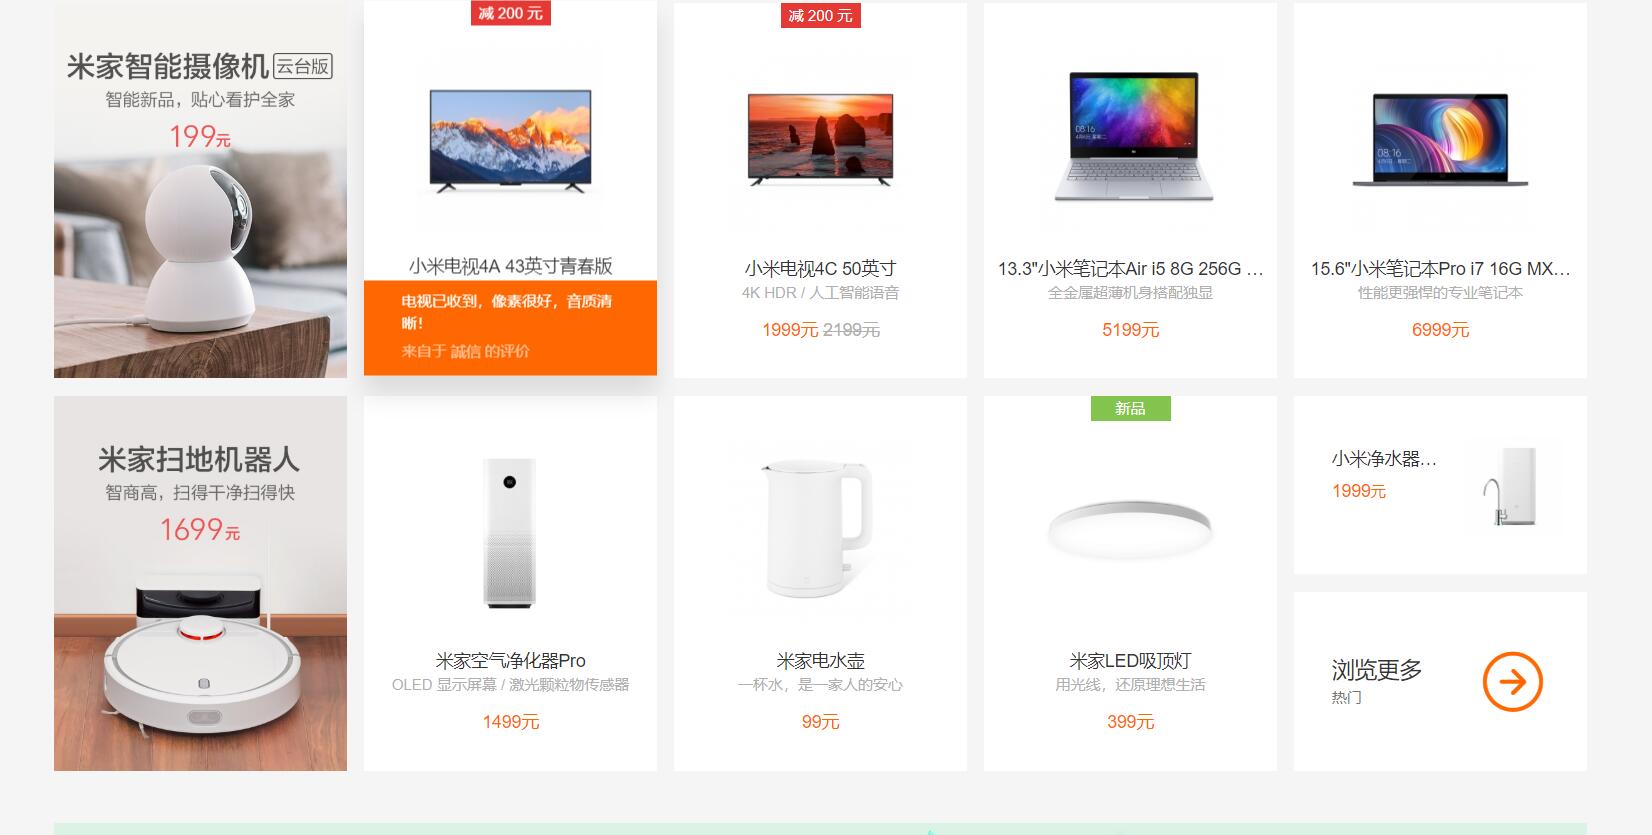 米家智能摄像机 云台版
智能新品，贴心看护全家
199元
减 200 元
小米电视4A 43英寸青春版
电视已收到，像素很好，音质清
晰！
来自于 誠信 的评价
减 200 元
小米电视4C 50英寸
4K HDR / 人工智能语音
1999元 2199元
13.3"小米笔记本Air i5 8G 256G ...
全金属超薄机身搭配独显
5199元
15.6"小米笔记本Pro i7 16G MX...
性能更强悍的专业笔记本
6999元
米家扫地机器人
智商高，扫得干净扫得快
1699元
米家空气净化器Pro
OLED 显示屏幕 / 激光颗粒物传感器
1499元
米家电水壶
一杯水，是一家人的安心
99元
新品
米家LED吸顶灯
用光线，还原理想生活
399元
小米净水器...
1999元
浏览更多
热门